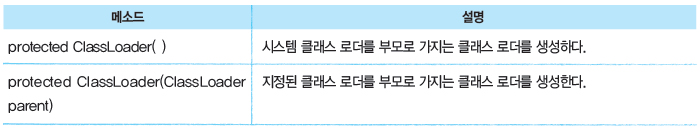 메소드 설명
protected ClassLoader( ) 시스템 클래스 로더를 부모로 가지는 클래스 로더를 생성하다.
protected ClassLoader(ClassLoader 지정된 클래스 로더를 부모로 가지는 클래스 로더를 생성한다.
parent)